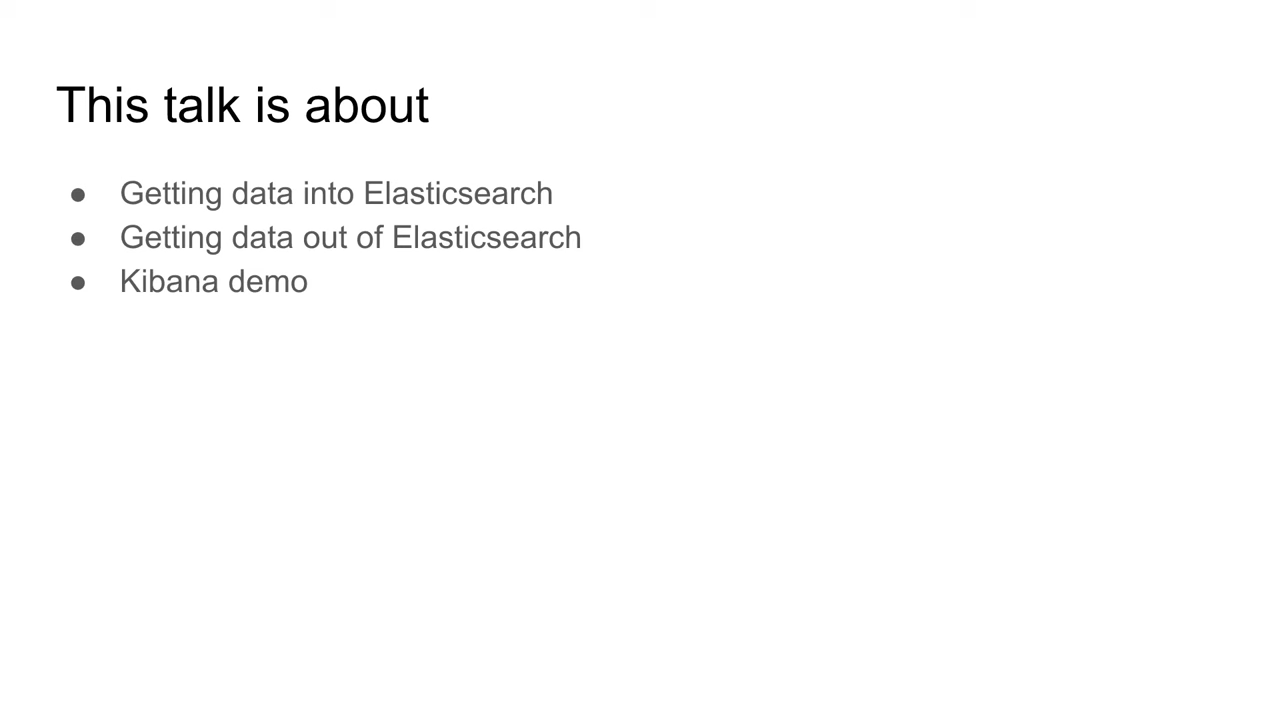 This talk is about
● Getting data into Elasticsearch
● Getting data out of Elasticsearch
● Kibana demo